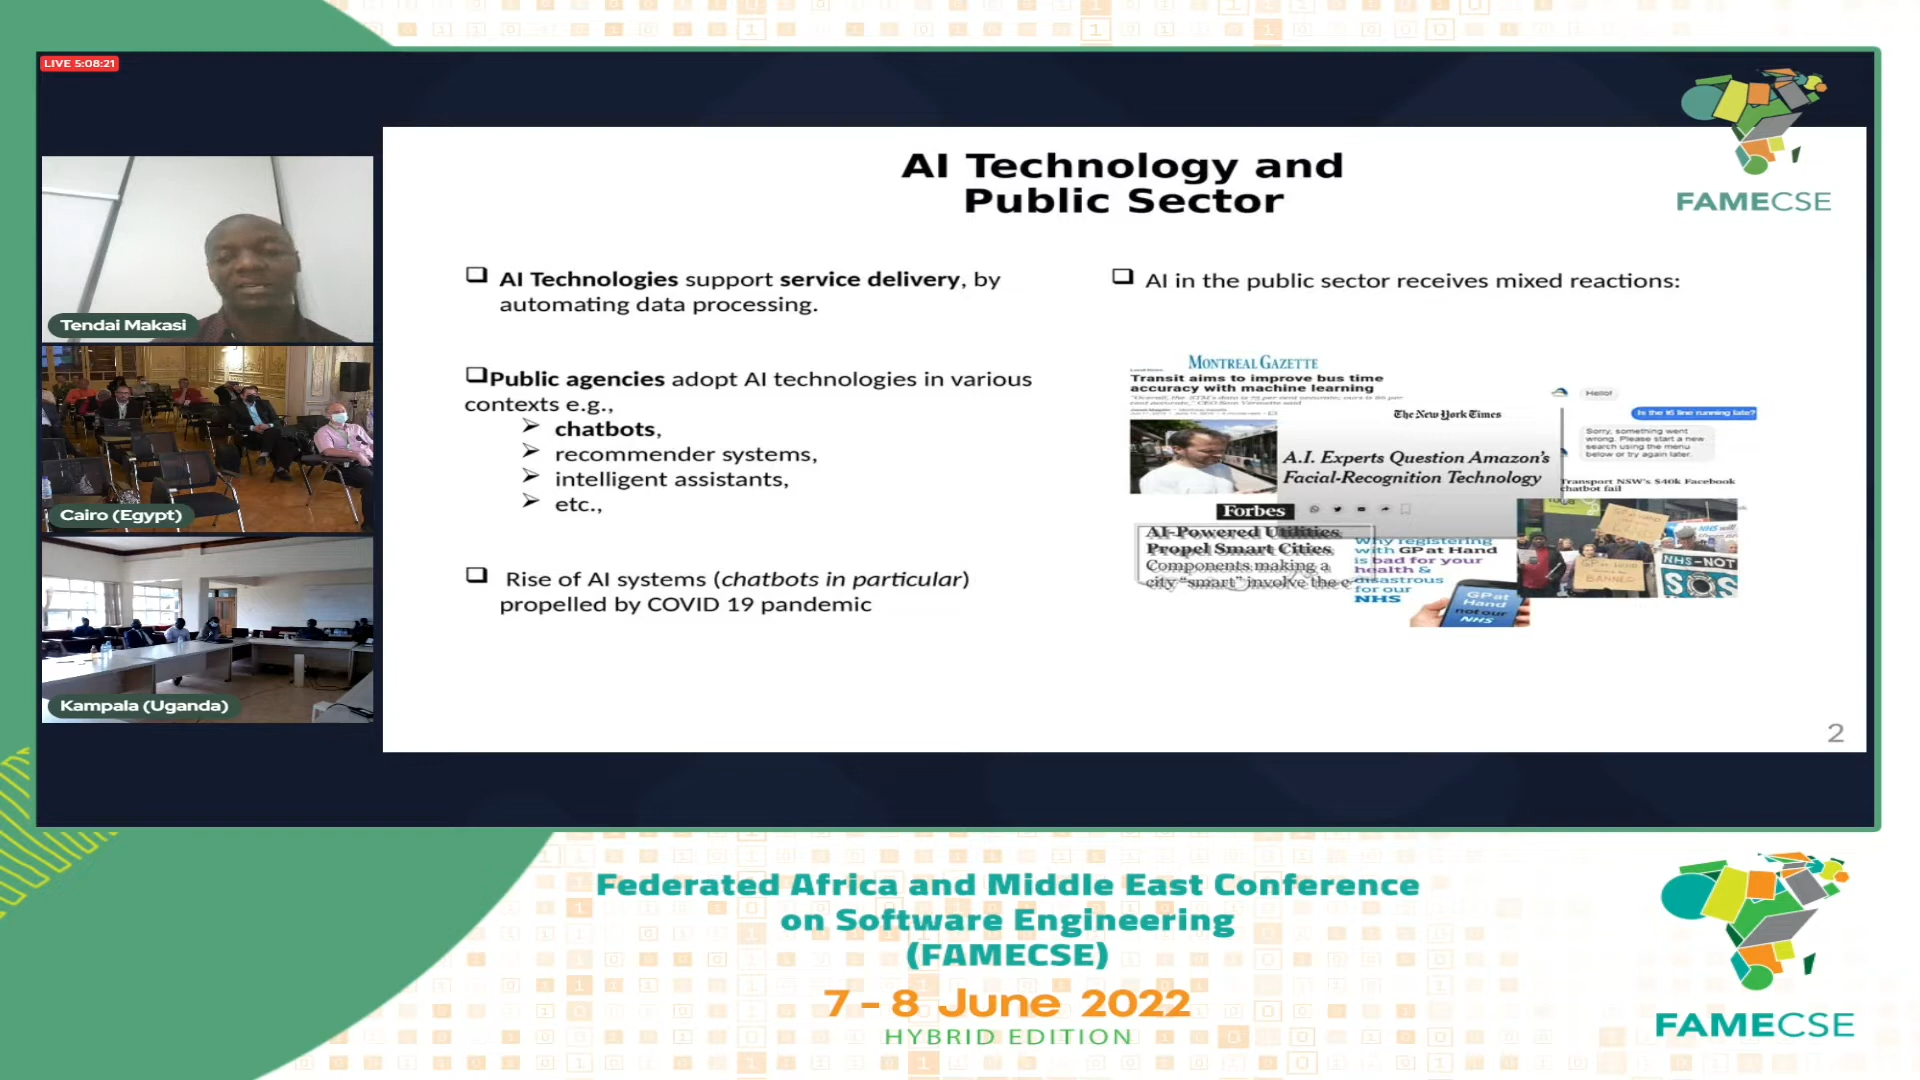 LIVE 5:08:21
FAMECSE
Tendai Makasi
Cairo (Egypt)
Kampala (Uganda)
AI Technology and
Public Sector
❑ AI Technologies support service delivery, by
automating data processing.
❑Public agencies adopt AI technologies in various
contexts e.g.,
➢ chatbots,
➢ recommender systems,
➢ intelligent assistants,
➢ etc.,
❑ Rise of AI systems (chatbots in particular)
propelled by COVID 19 pandemic
❑ AI in the public sector receives mixed reactions:
MONTREAL GAZETTE
Transit aims to improve bus time
accuracy with machine learning
The New York Times
A.I. Experts Question Amazon's
Facial-Recognition Technology
Hello!
Is the 16 line running late?
Sorry, something went
wrong. Please start a new
search using the menu
below or try again later.
Transport NSW's $40k Facebook
chatbot fail
Forbes
AI-Powered Utilities
Propel Smart Cities
Components making a
city "smart" involve the
Why registering
with GP at Hand
is bad for your
health &
disastrous
for our
NHS
GP at
Hand
not our
NHS
BANNED
NHS-NOT
SOS
2
Federated Africa and Middle East Conference
on Software Engineering
(FAMECSE)
7 – 8 June 2022
HYBRID EDITION
FAMECSE